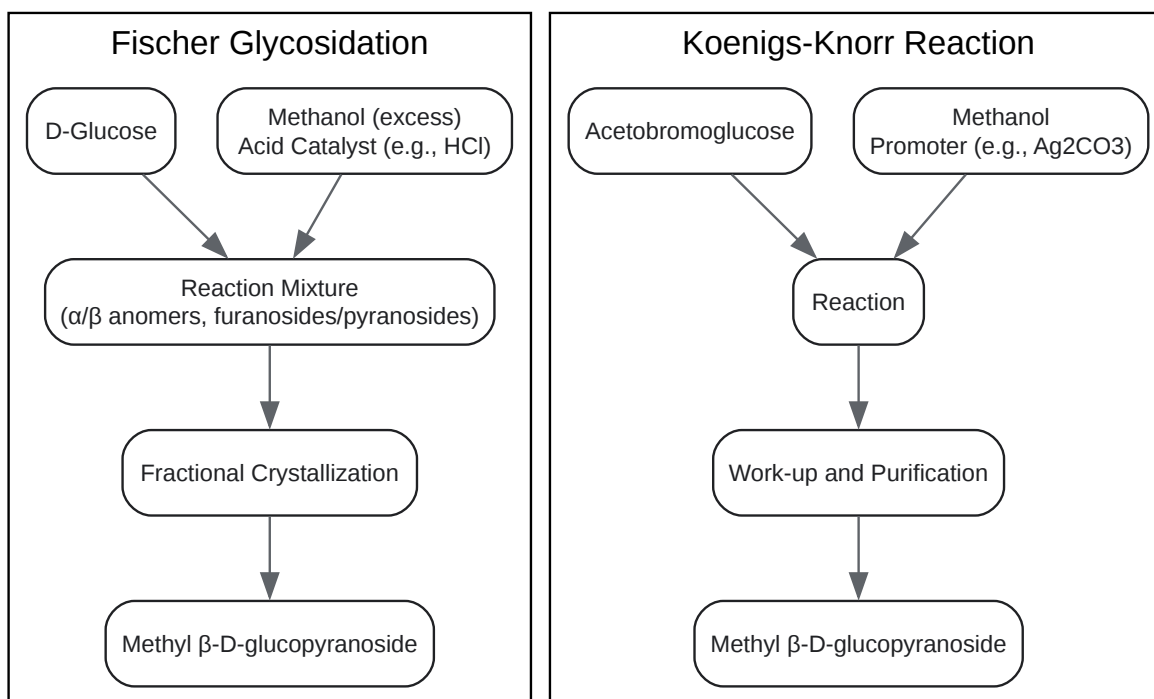 Fischer Glycosidation
D-Glucose
Methanol (excess)
Acid Catalyst (e.g., HCl)
Reaction Mixture
(α/β anomers, furanosides/pyranosides)
Fractional Crystallization
Methyl β-D-glucopyranoside
Koenigs-Knorr Reaction
Acetobromoglucose
Methanol
Promoter (e.g., Ag2CO3)
Reaction
Work-up and Purification
Methyl β-D-glucopyranoside